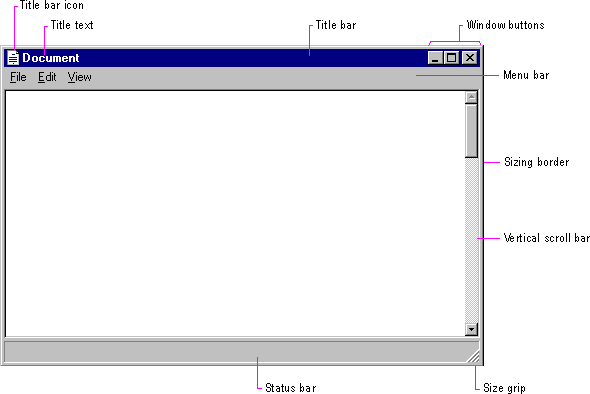 Title bar icon
Title text
Title bar
Window buttons
Document
File Edit View
Menu bar
Sizing border
Vertical scroll bar
Status bar
Size grip